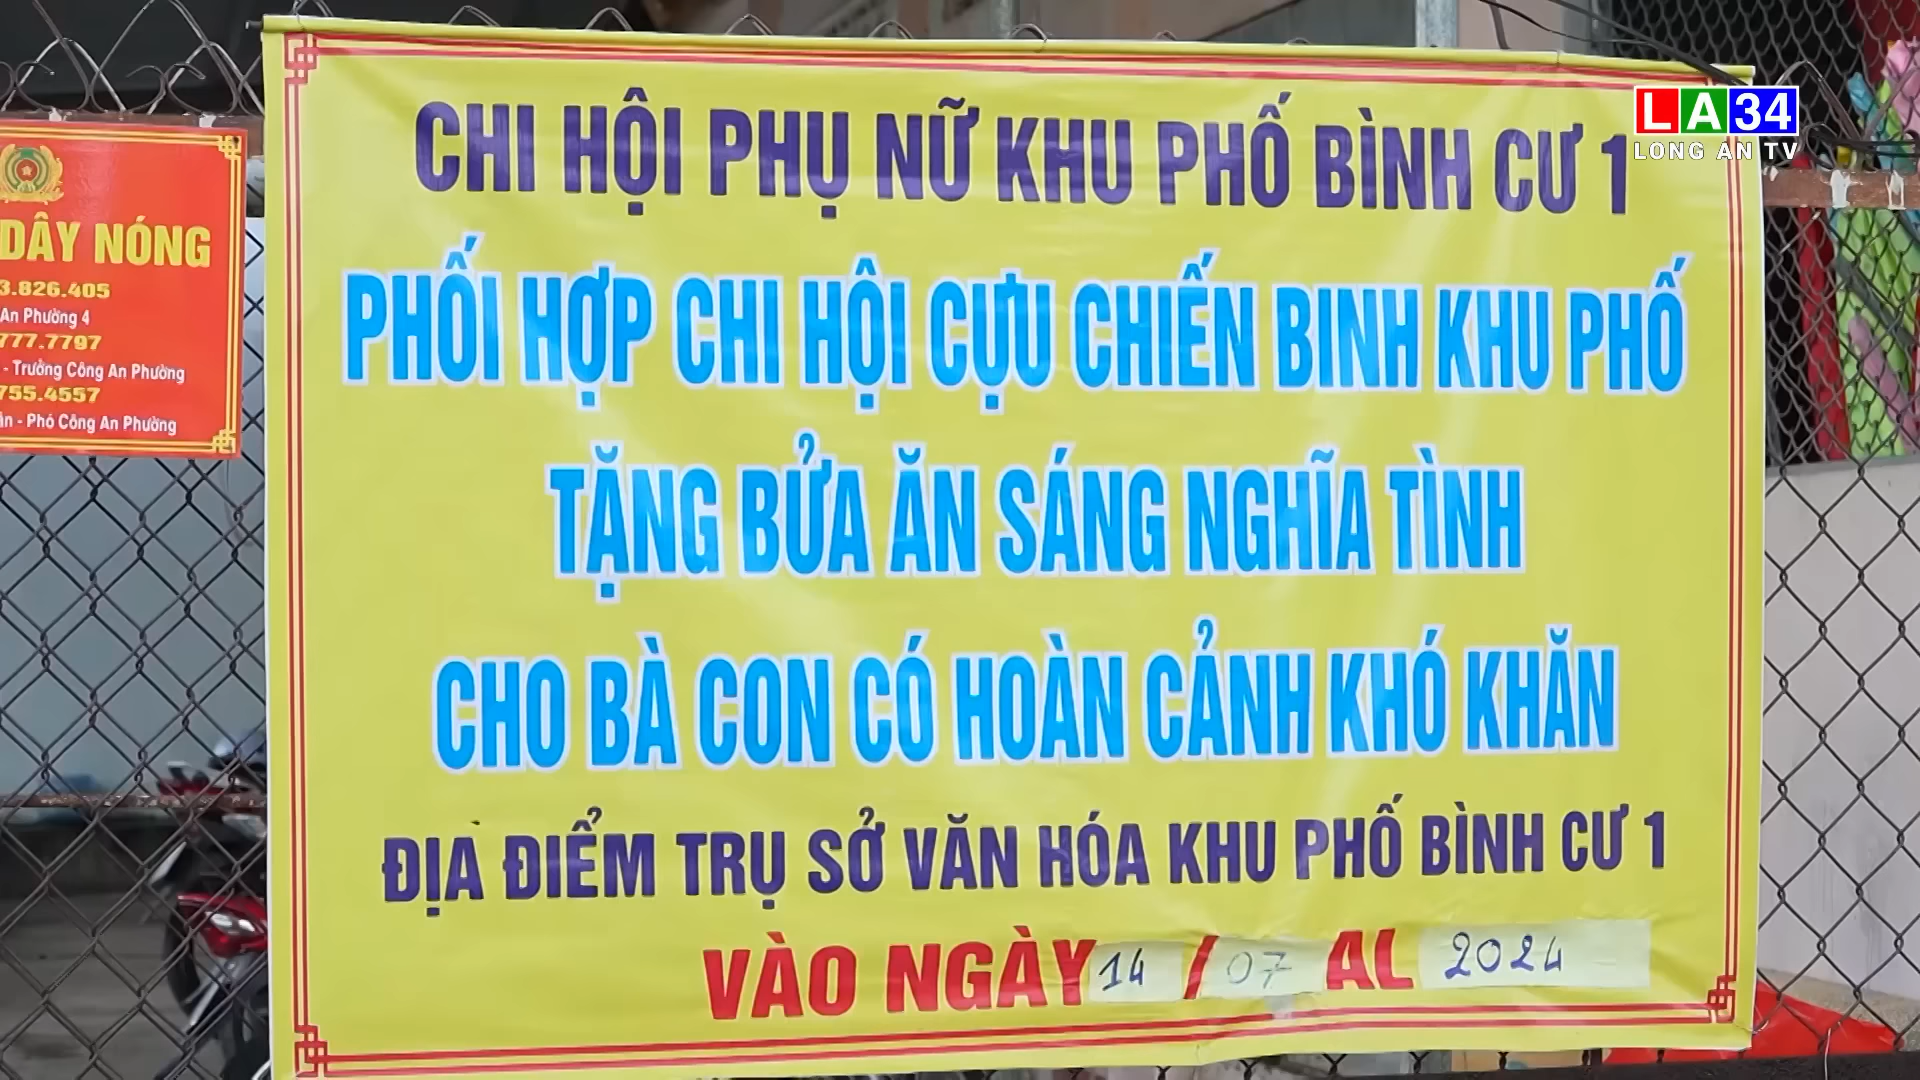 LA34
LONG AN TV
DÂY NÓNG
3.826.405
An Phường 4
777.7797
- Trưởng Công An Phường
755.4557
- Phó Công An Phường
CHI HỘI PHỤ NỮ KHU PHỐ BÌNH CƯ 1
PHỐI HỢP CHI HỘI CỰU CHIẾN BINH KHU PHỐ
TẶNG BỬA ĂN SÁNG NGHĨA TÌNH
CHO BÀ CON CÓ HOÀN CẢNH KHÓ KHĂN
ĐỊA ĐIỂM TRỤ SỞ VĂN HÓA KHU PHỐ BÌNH CƯ 1
VÀO NGÀY 14 / 07 AL 2024